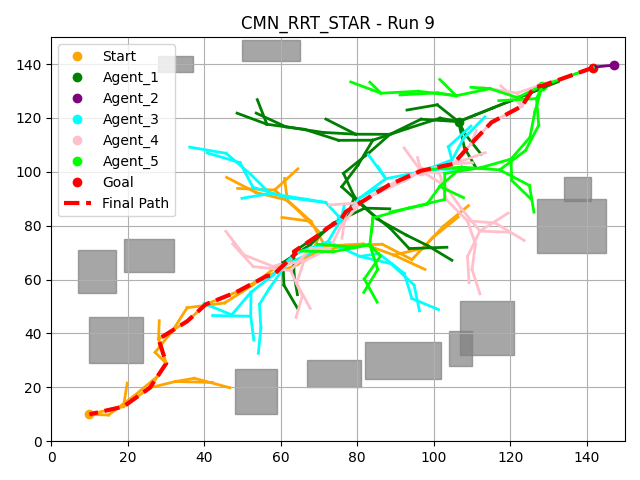 CMN_RRT_STAR - Run 9
Start
Agent_1
Agent_2
Agent_3
Agent_4
Agent_5
Goal
Final Path
140
120
100
80
60
40
20
0
0 20 40 60 80 100 120 140